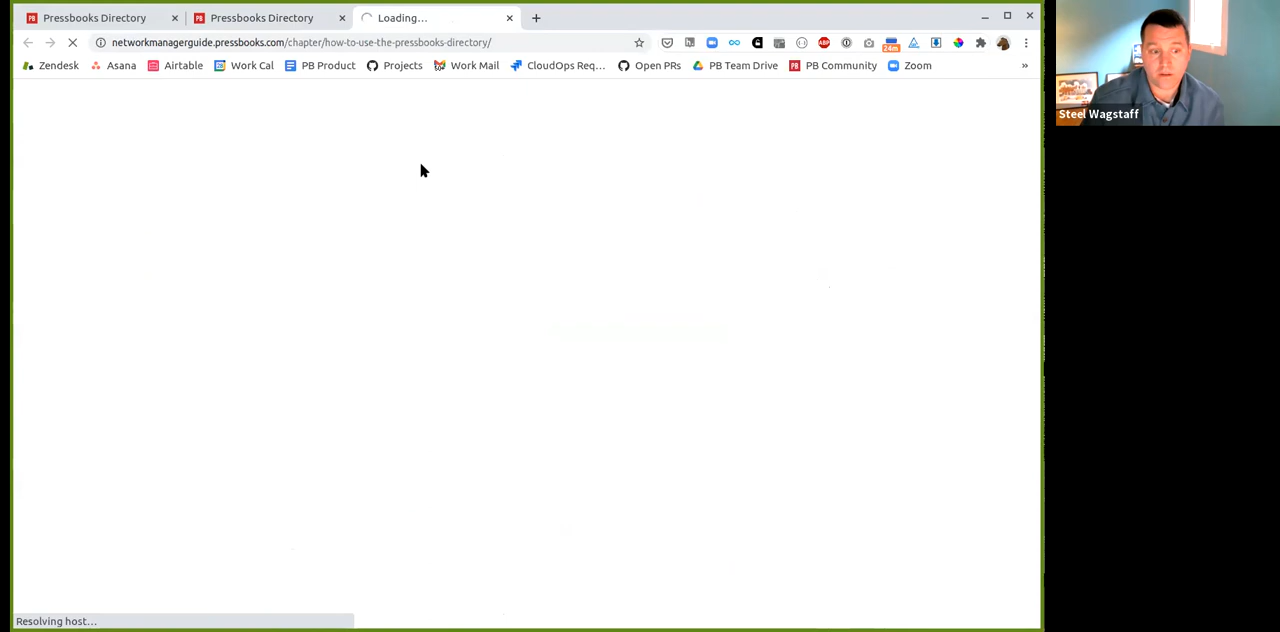 Pressbooks Directory
Pressbooks Directory
Loading...
networkmanagerguide.pressbooks.com/chapter/how-to-use-the-pressbooks-directory/
ABP
24m
Zendesk
Asana
Airtable
Work Cal
PB Product
Projects
Work Mail
CloudOps Req...
Open PRs
PB Team Drive
PB Community
Zoom
»
Steel Wagstaff
Resolving host...